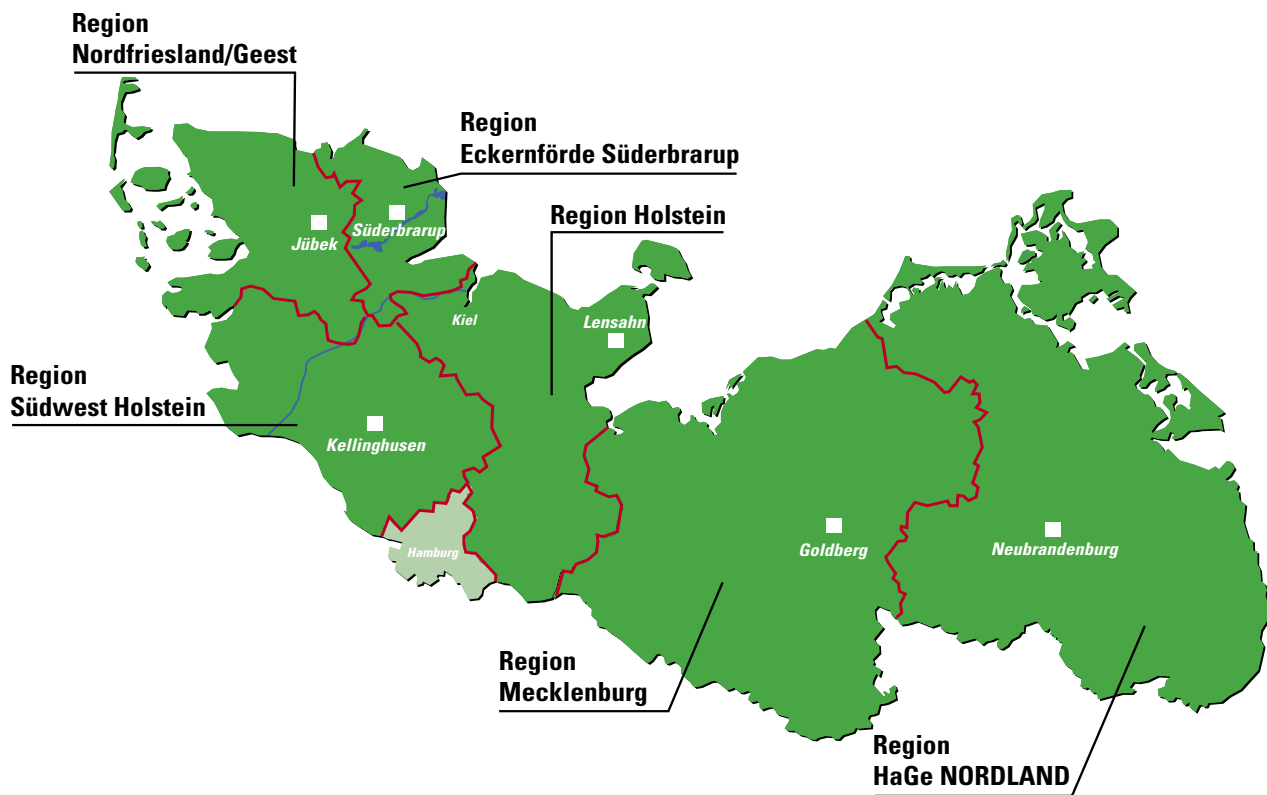 Region
Nordfriesland/Geest
Region
Eckernförde Süderbrarup
Region Holstein
Jübek
Süderbrarup
Kiel
Lensahn
Region
Südwest Holstein
Kellinghusen
Hamburg
Goldberg
Neubrandenburg
Region
Mecklenburg
Region
HaGe NORDLAND